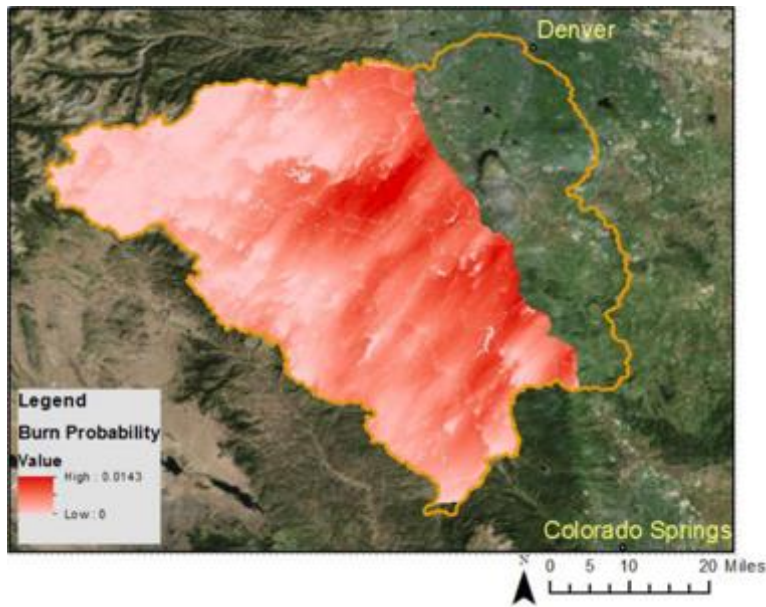 Denver
Legend
Burn Probability
Value
High : 0.0143
Low : 0
Colorado Springs
N
0 5 10 20 Miles